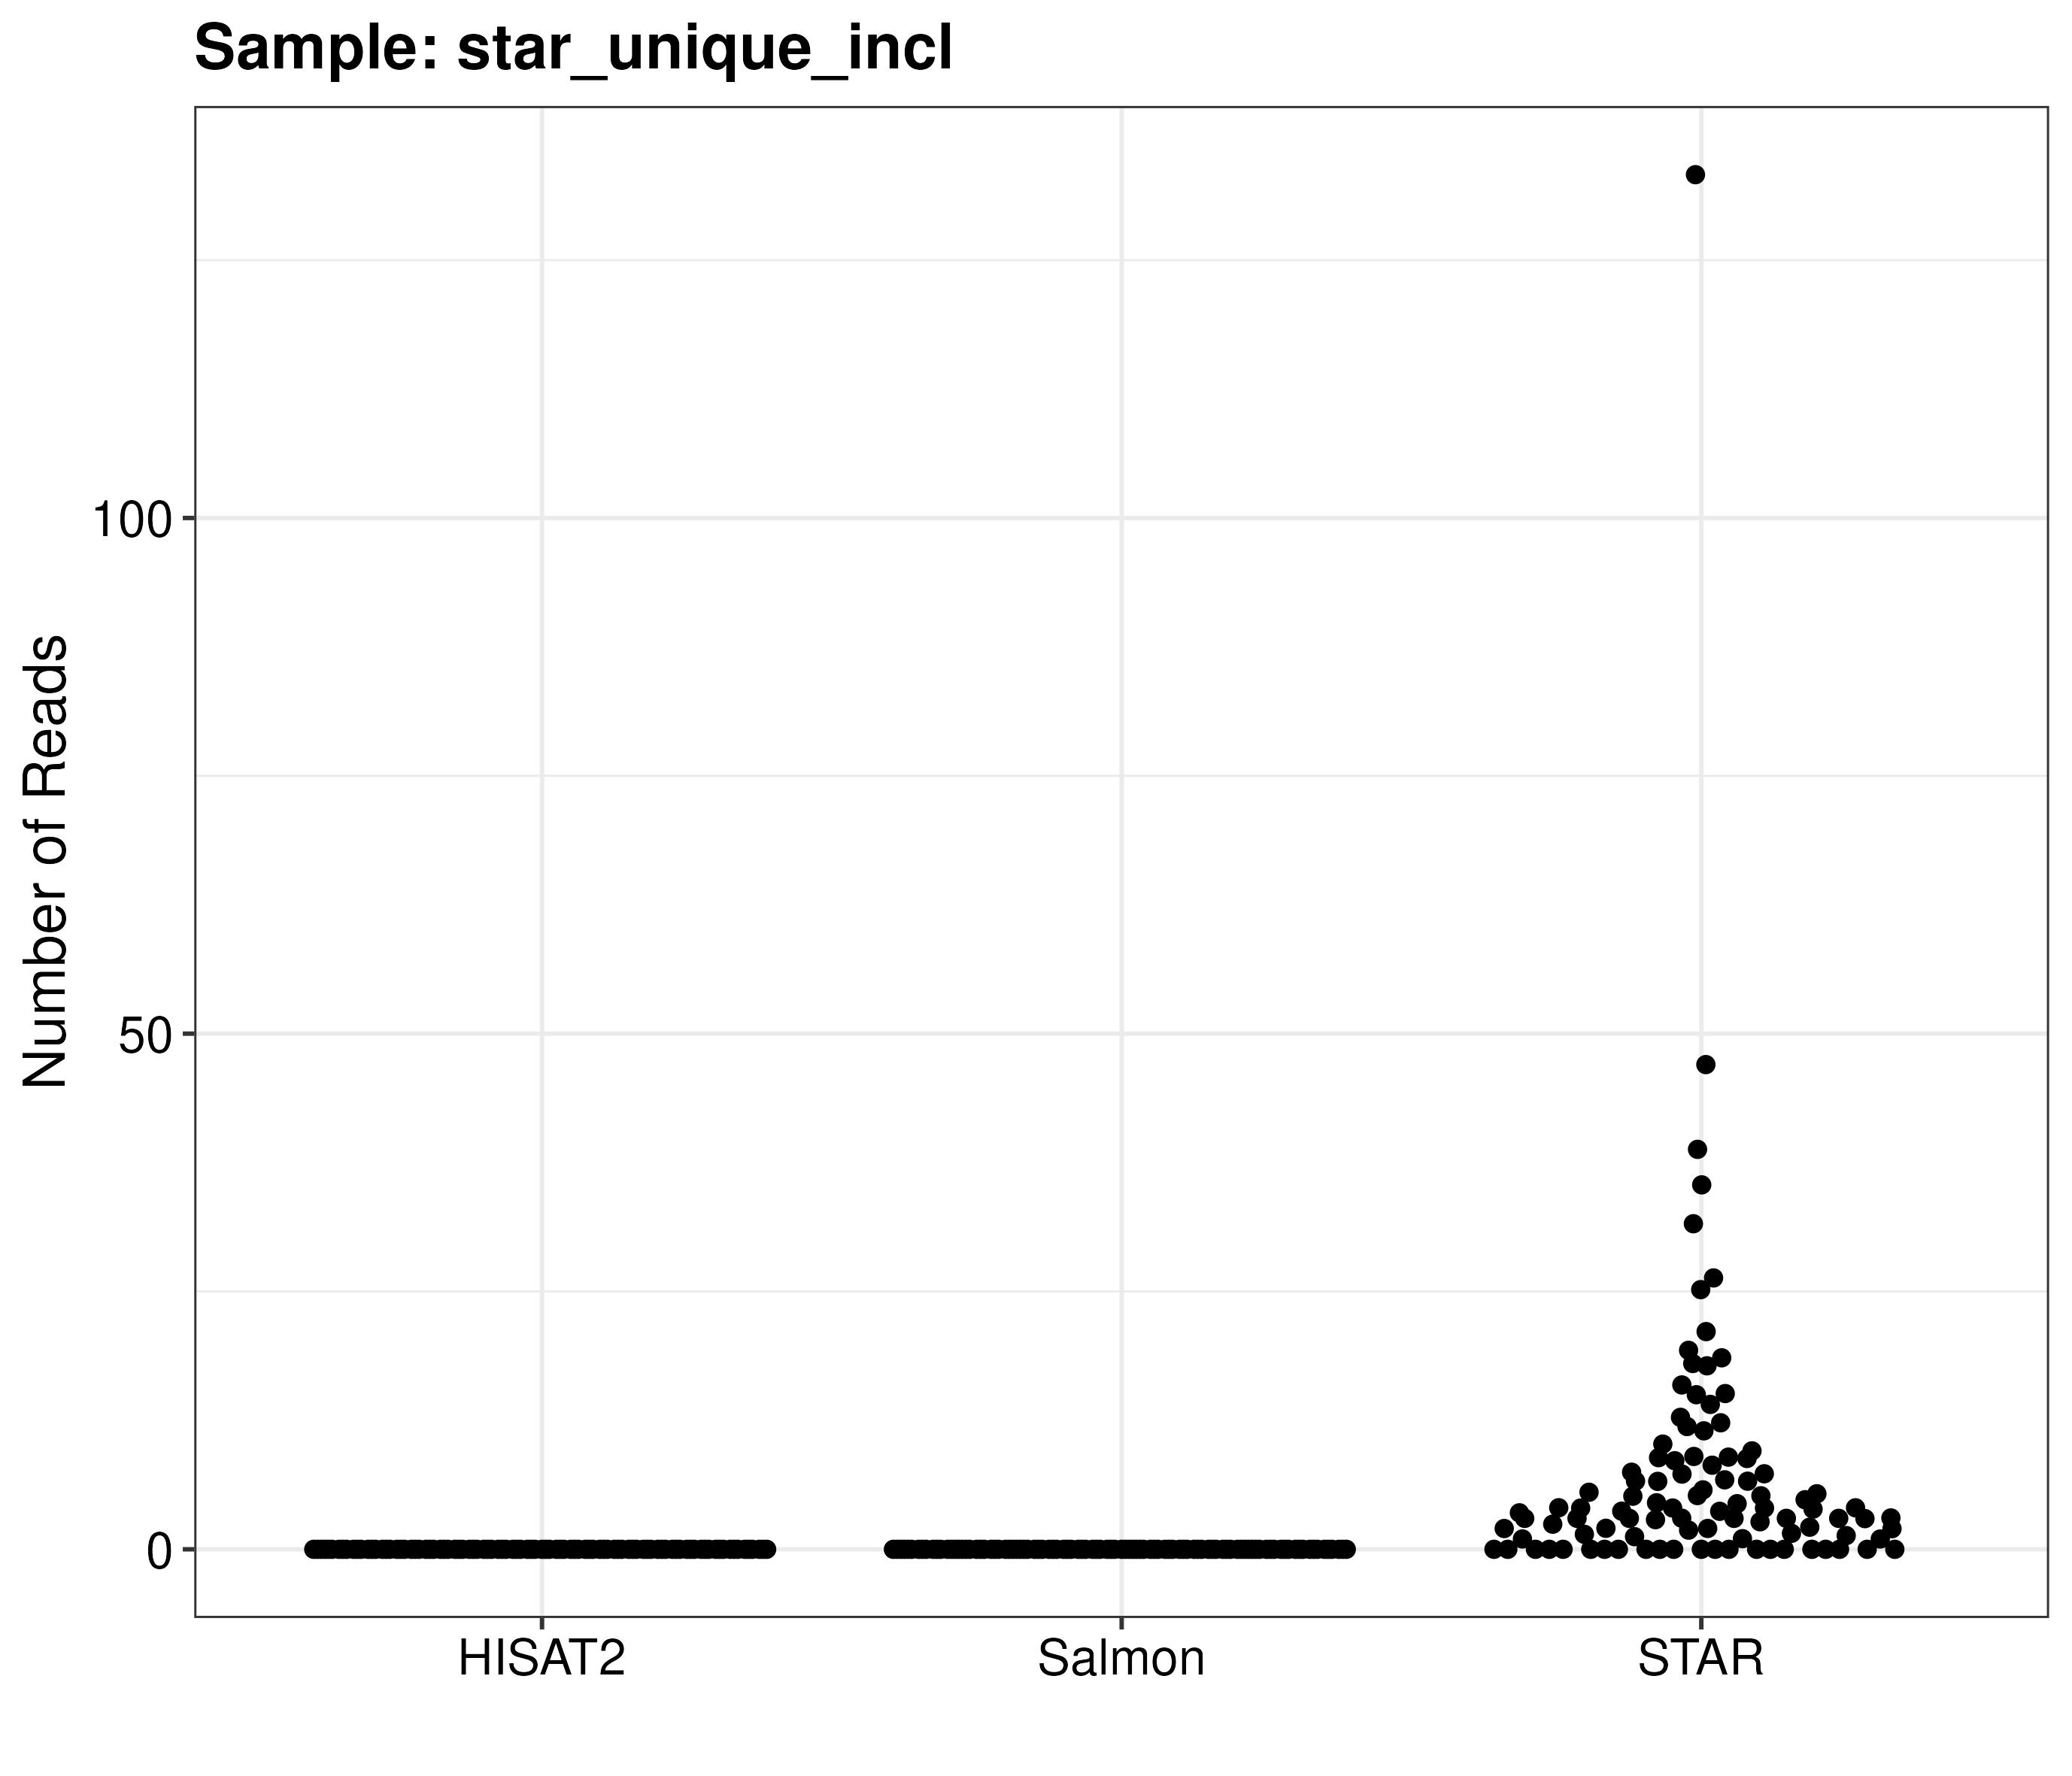 Sample: star_unique_incl
Number of Reads
100
50
0
HISAT2 Salmon STAR